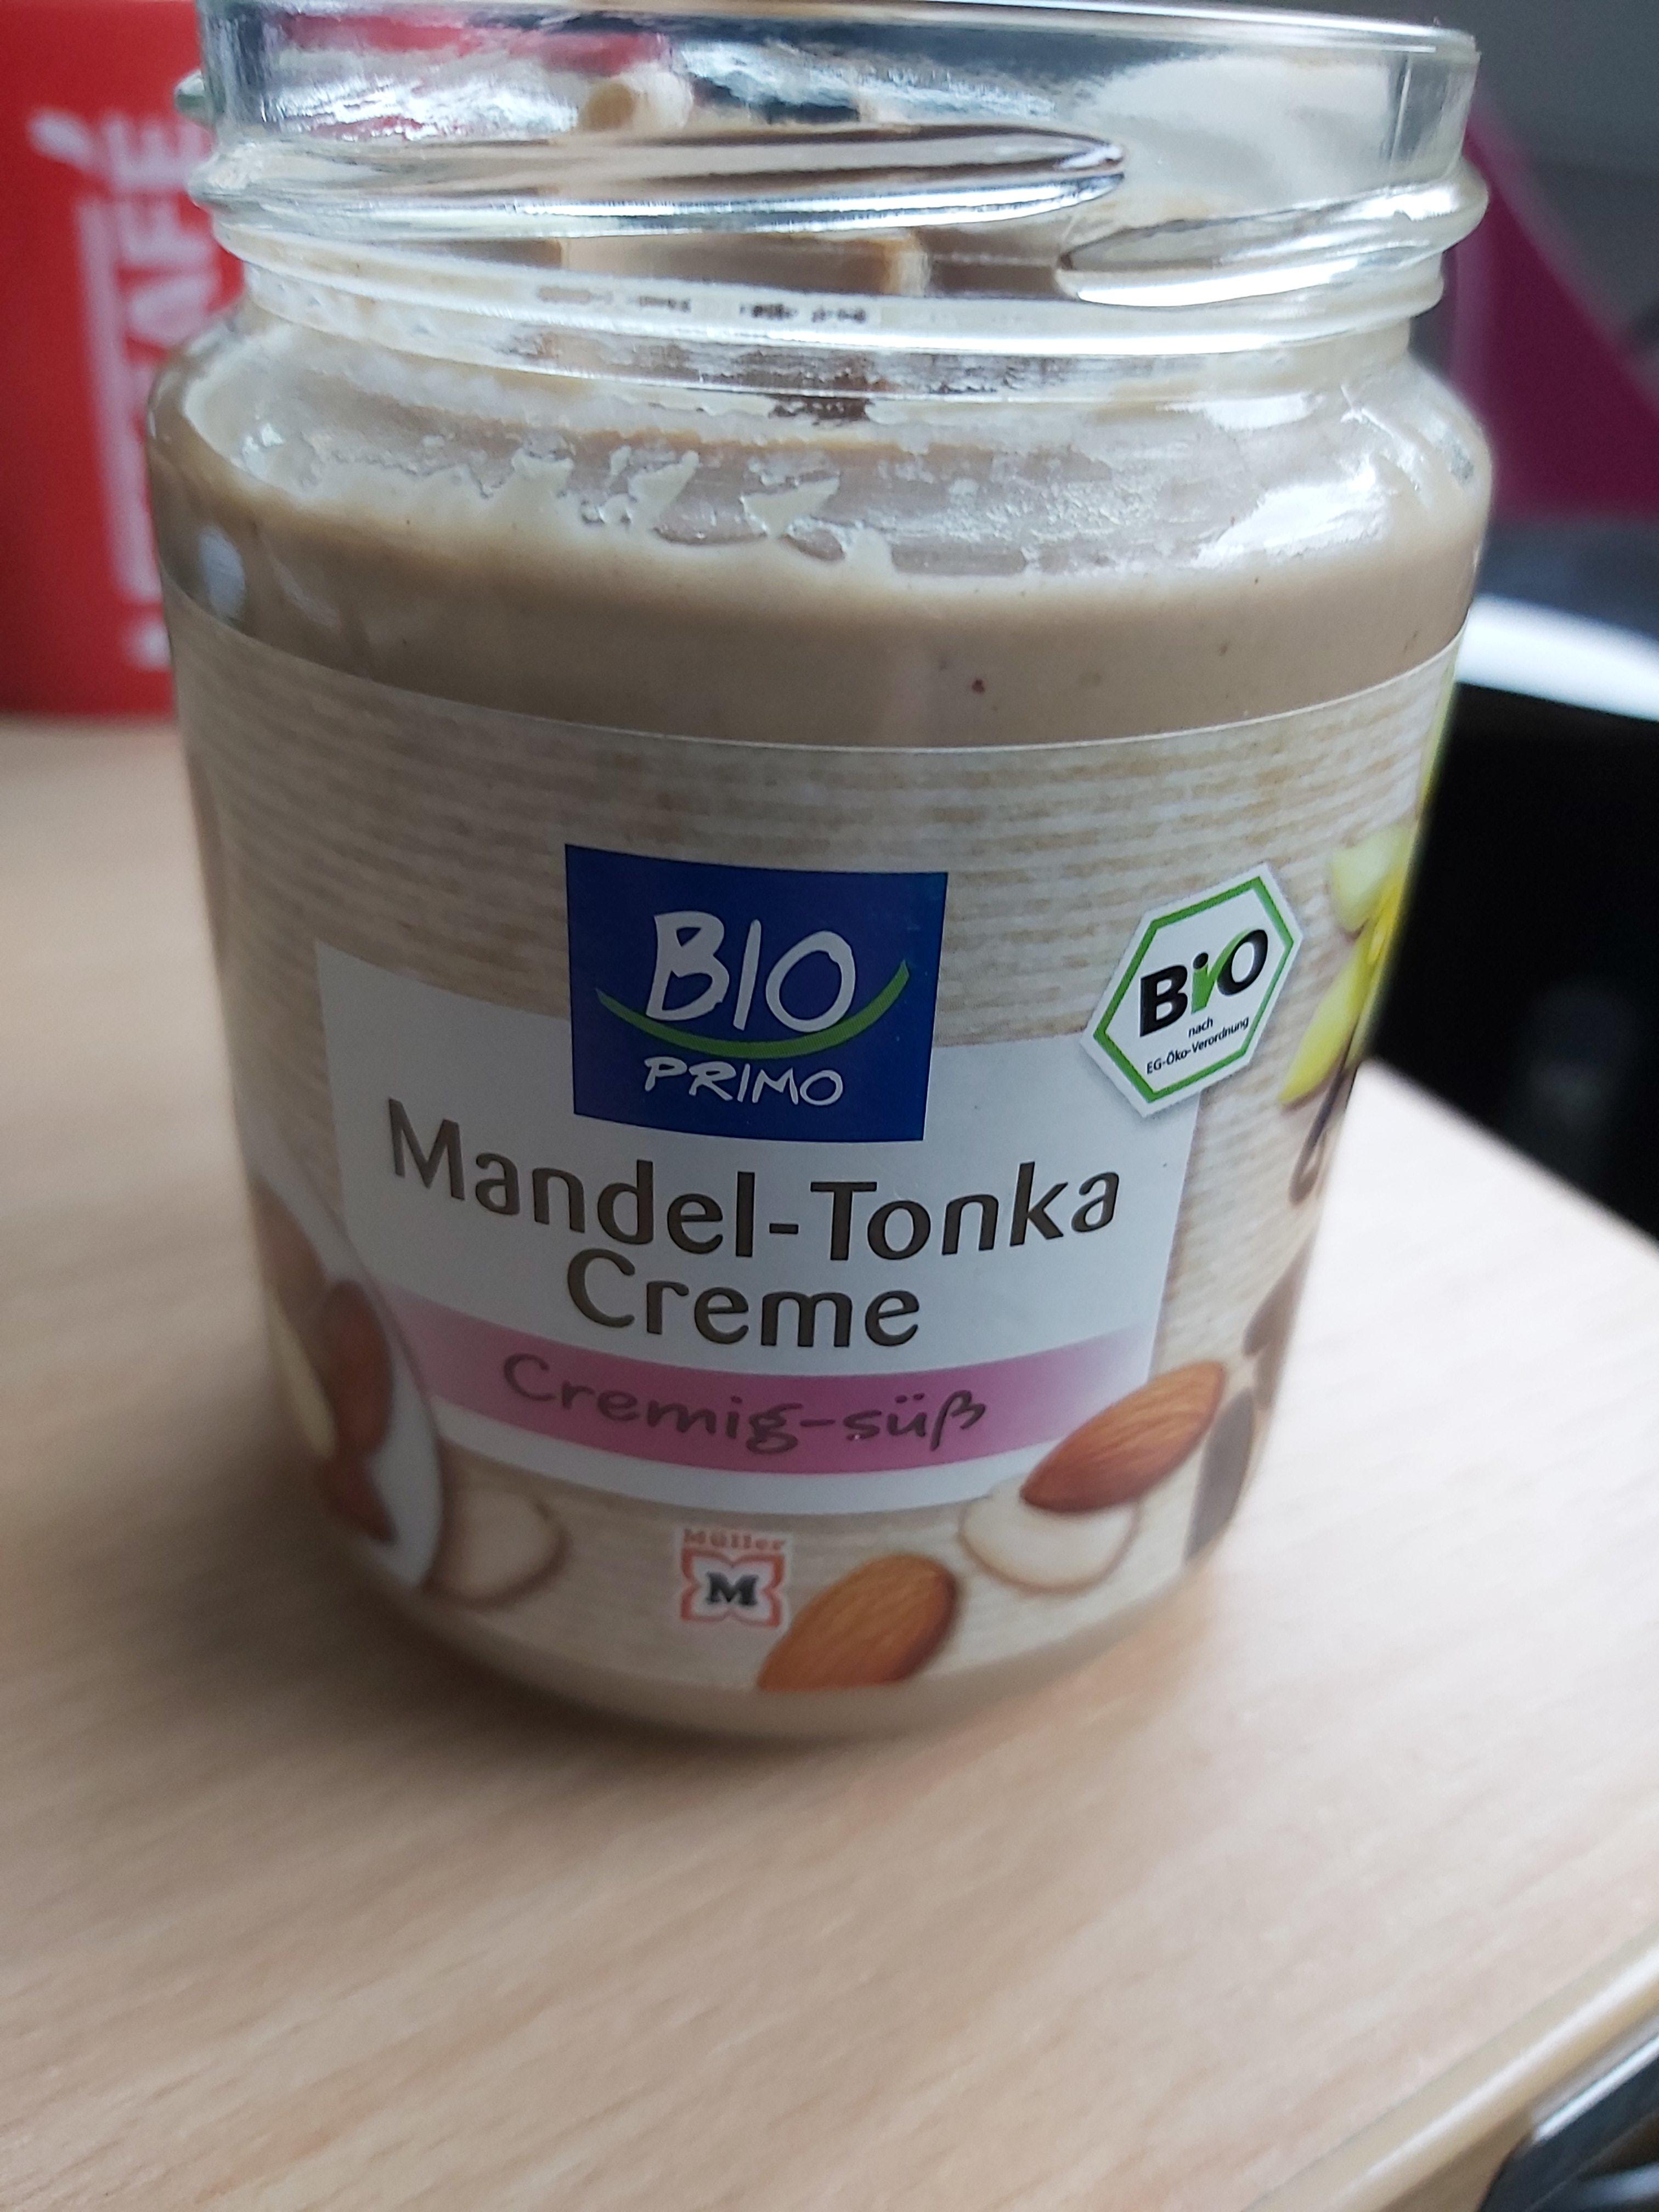 BIO
PRIMO
BiO
nach
EG-Öko-Verordnung
Mandel-Tonka
Creme
Cremig-süß
Müller
M